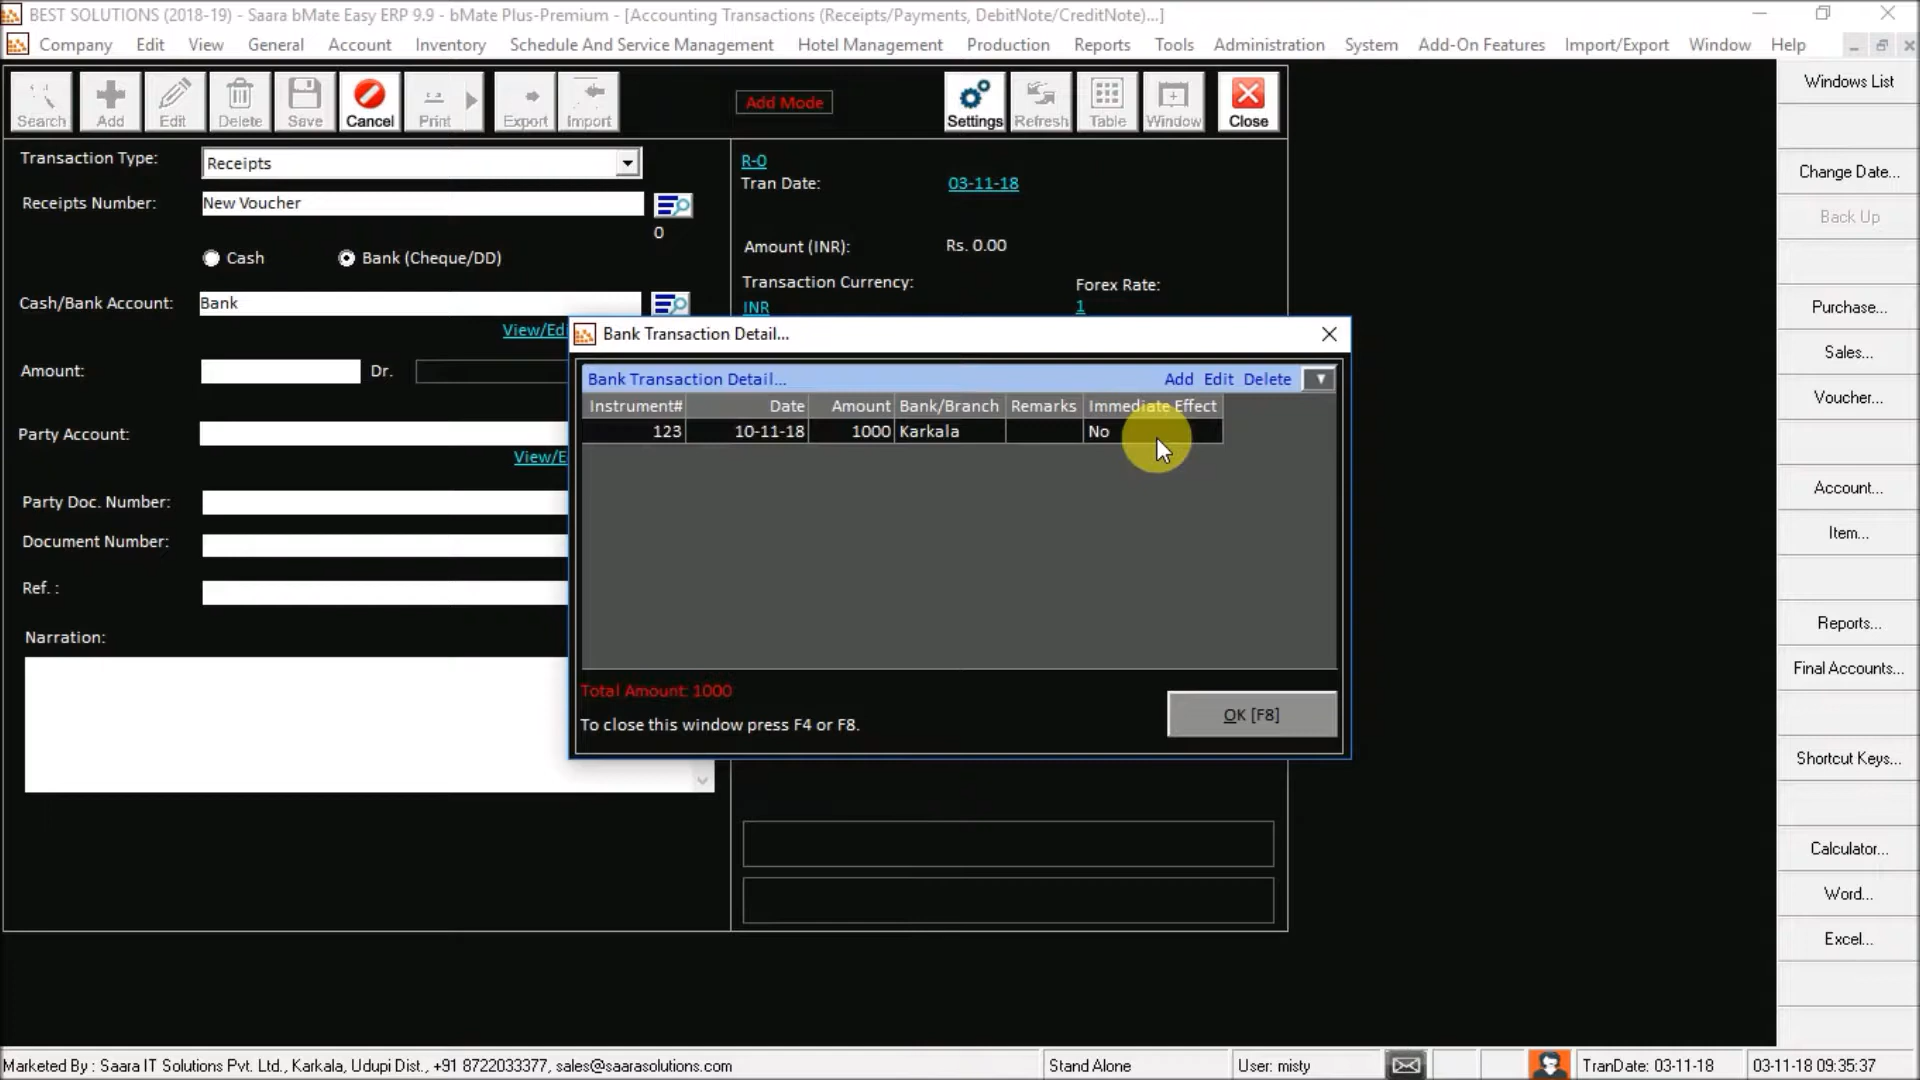 BEST SOLUTIONS (2018-19) - Saara bMate Easy ERP 9.9 - bMate Plus-Premium - [Accounting Transactions (Receipts/Payments, DebitNote/CreditNote)...]
Company Edit View General Account Inventory Schedule And Service Management Hotel Management Production Reports Tools Administration System Add-On Features Import/Export Window Help
Search Add Edit Delete Save Cancel Print Export Import Add Mode Settings Refresh Table Window Close
Transaction Type: Receipts
Receipts Number: New Voucher
0
Cash Bank (Cheque/DD)
Cash/Bank Account: Bank
View/Edi
Amount: Dr.
Party Account:
View/E
Party Doc. Number:
Document Number:
Ref. :
Narration:
R-0
Tran Date: 03-11-18
Amount (INR): Rs. 0.00
Transaction Currency: Forex Rate:
INR 1
Bank Transaction Detail...
Bank Transaction Detail... Add Edit Delete
Instrument# Date Amount Bank/Branch Remarks Immediate Effect
123 10-11-18 1000 Karkala No
Total Amount: 1000
To close this window press F4 or F8.
OK [F8]
Windows List
Change Date...
Back Up
Purchase...
Sales...
Voucher...
Account...
Item...
Reports...
Final Accounts...
Shortcut Keys...
Calculator...
Word...
Excel...
Marketed By : Saara IT Solutions Pvt. Ltd., Karkala, Udupi Dist., +91 8722033377, sales@saarasolutions.com Stand Alone User: misty TranDate: 03-11-18 03-11-18 09:35:37